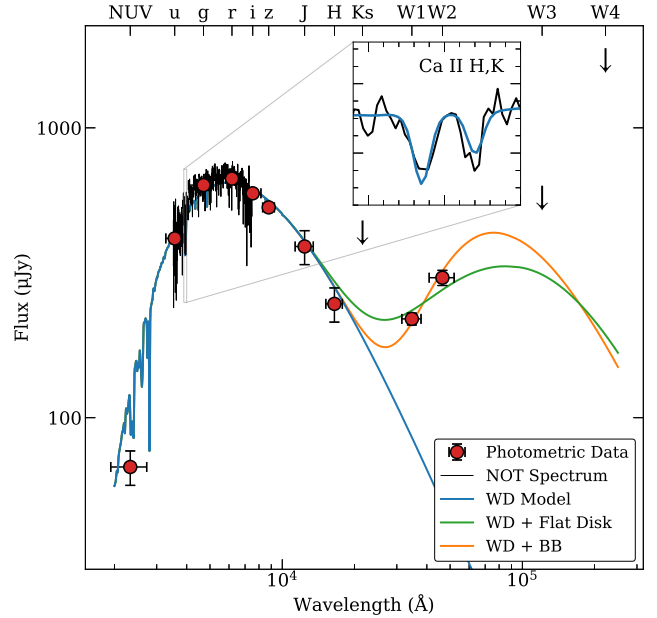 NUV u g r i z J H Ks W1 W2 W3 W4
Ca II H,K
1000
Flux (μJy)
100
Photometric Data
NOT Spectrum
WD Model
WD + Flat Disk
WD + BB
10⁴ 10⁵
Wavelength (Å)